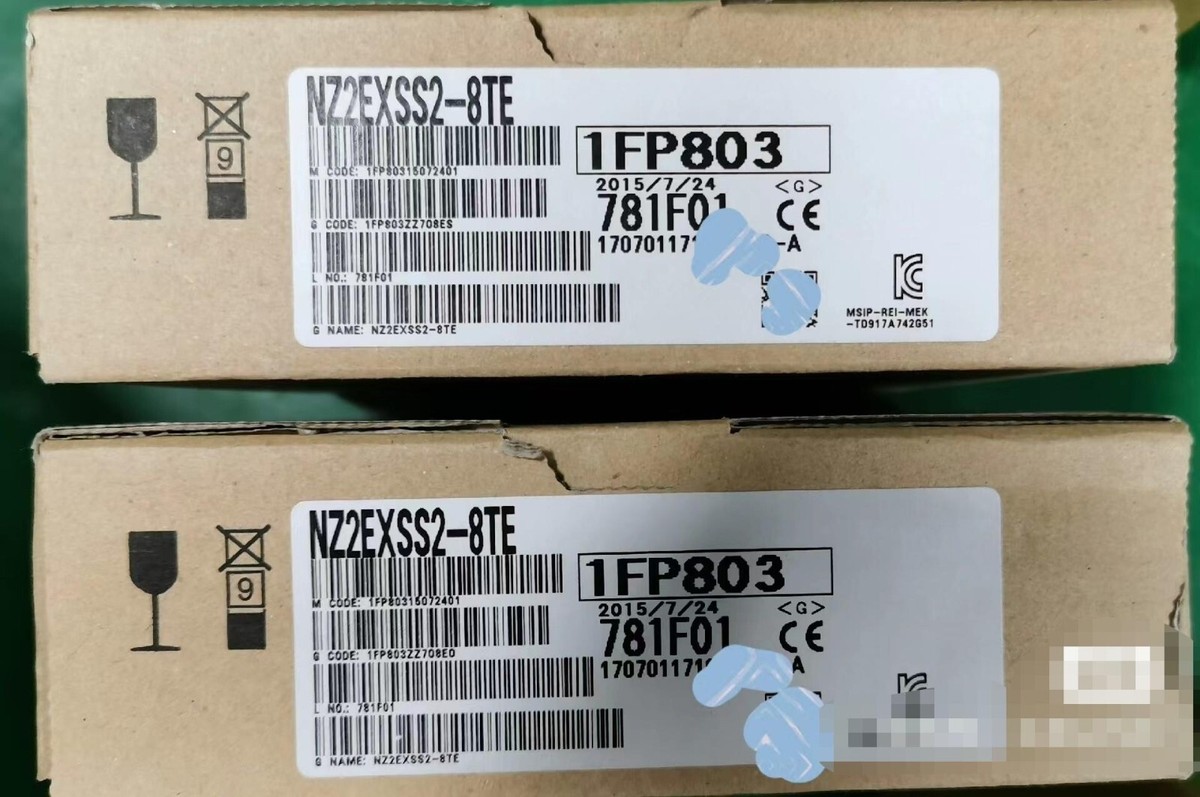 NZ2EXSS2-8TE
1FP803
M CODE: 1FP80315072401
2015/7/24 <G>
781F01 CE
G CODE: 1FP803ZZ708ES
-A
L NO.: 781F01
G NAME: NZ2EXSS2-8TE
MSIP-REI-MEK
-TD917A742G51
9
NZ2EXSS2-8TE
1FP803
M CODE: 1FP80315072401
2015/7/24 <G>
781F01 CE
G CODE: 1FP803ZZ708EO
A
L NO.: 781F01
G NAME: NZ2EXSS2-8TE
9